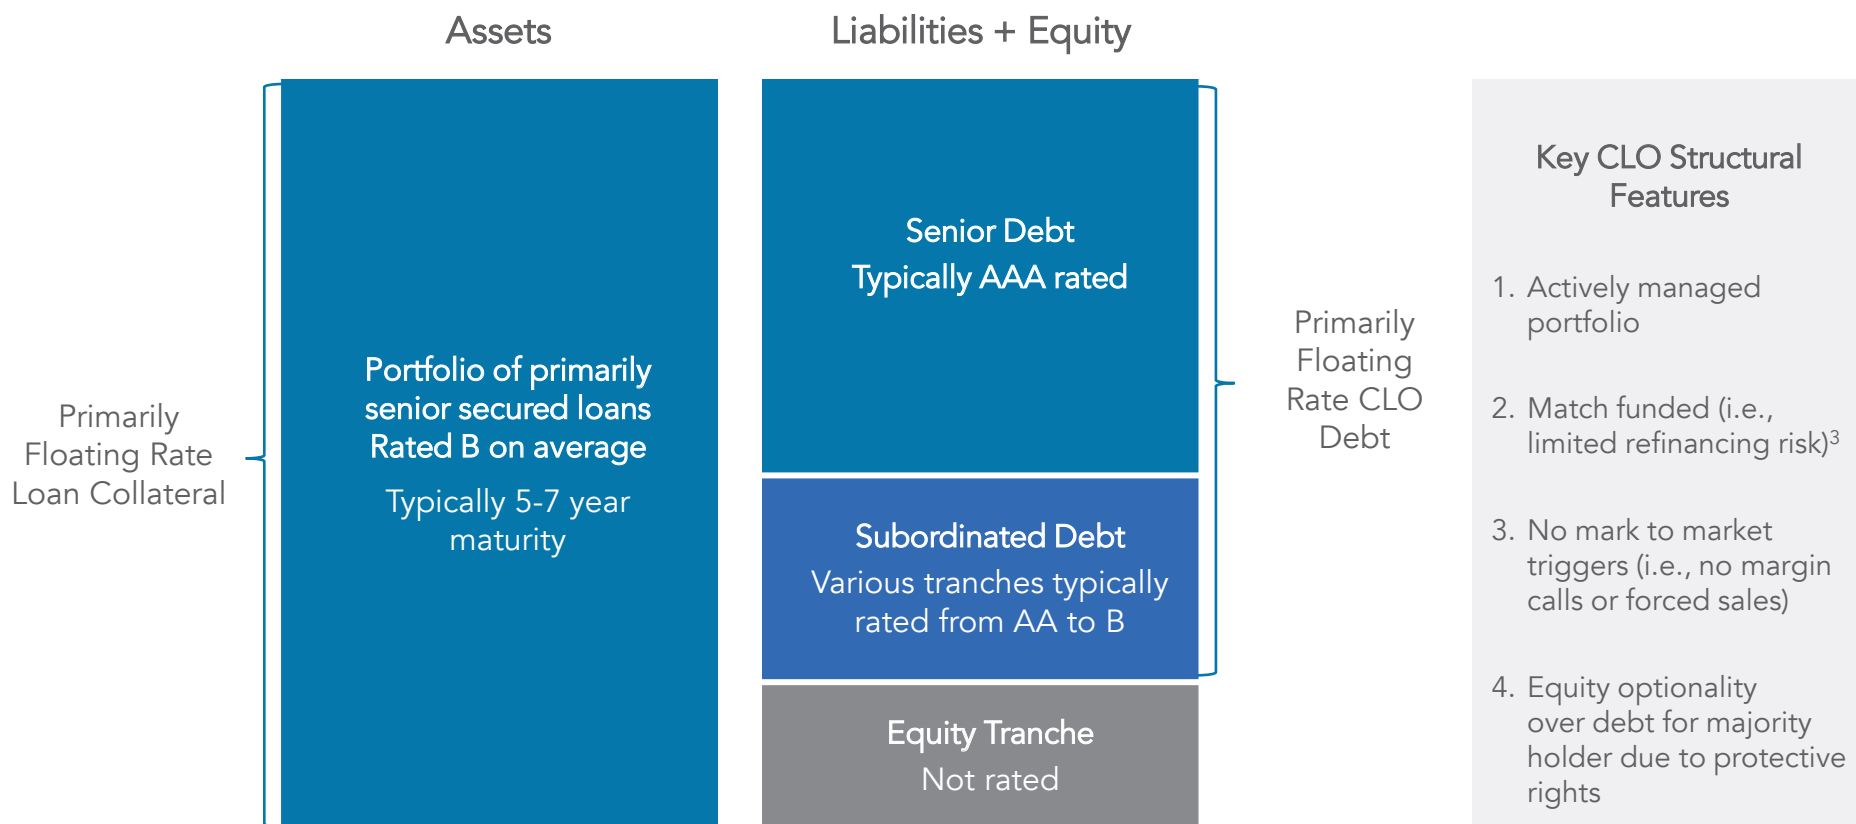 Assets
Liabilities + Equity
Primarily
Floating Rate
Loan Collateral
Portfolio of primarily
senior secured loans
Rated B on average
Typically 5-7 year
maturity
Senior Debt
Typically AAA rated
Subordinated Debt
Various tranches typically
rated from AA to B
Equity Tranche
Not rated
Primarily
Floating
Rate CLO
Debt
Key CLO Structural
Features
1. Actively managed
portfolio
2. Match funded (i.e.,
limited refinancing risk)³
3. No mark to market
triggers (i.e., no margin
calls or forced sales)
4. Equity optionality
over debt for majority
holder due to protective
rights